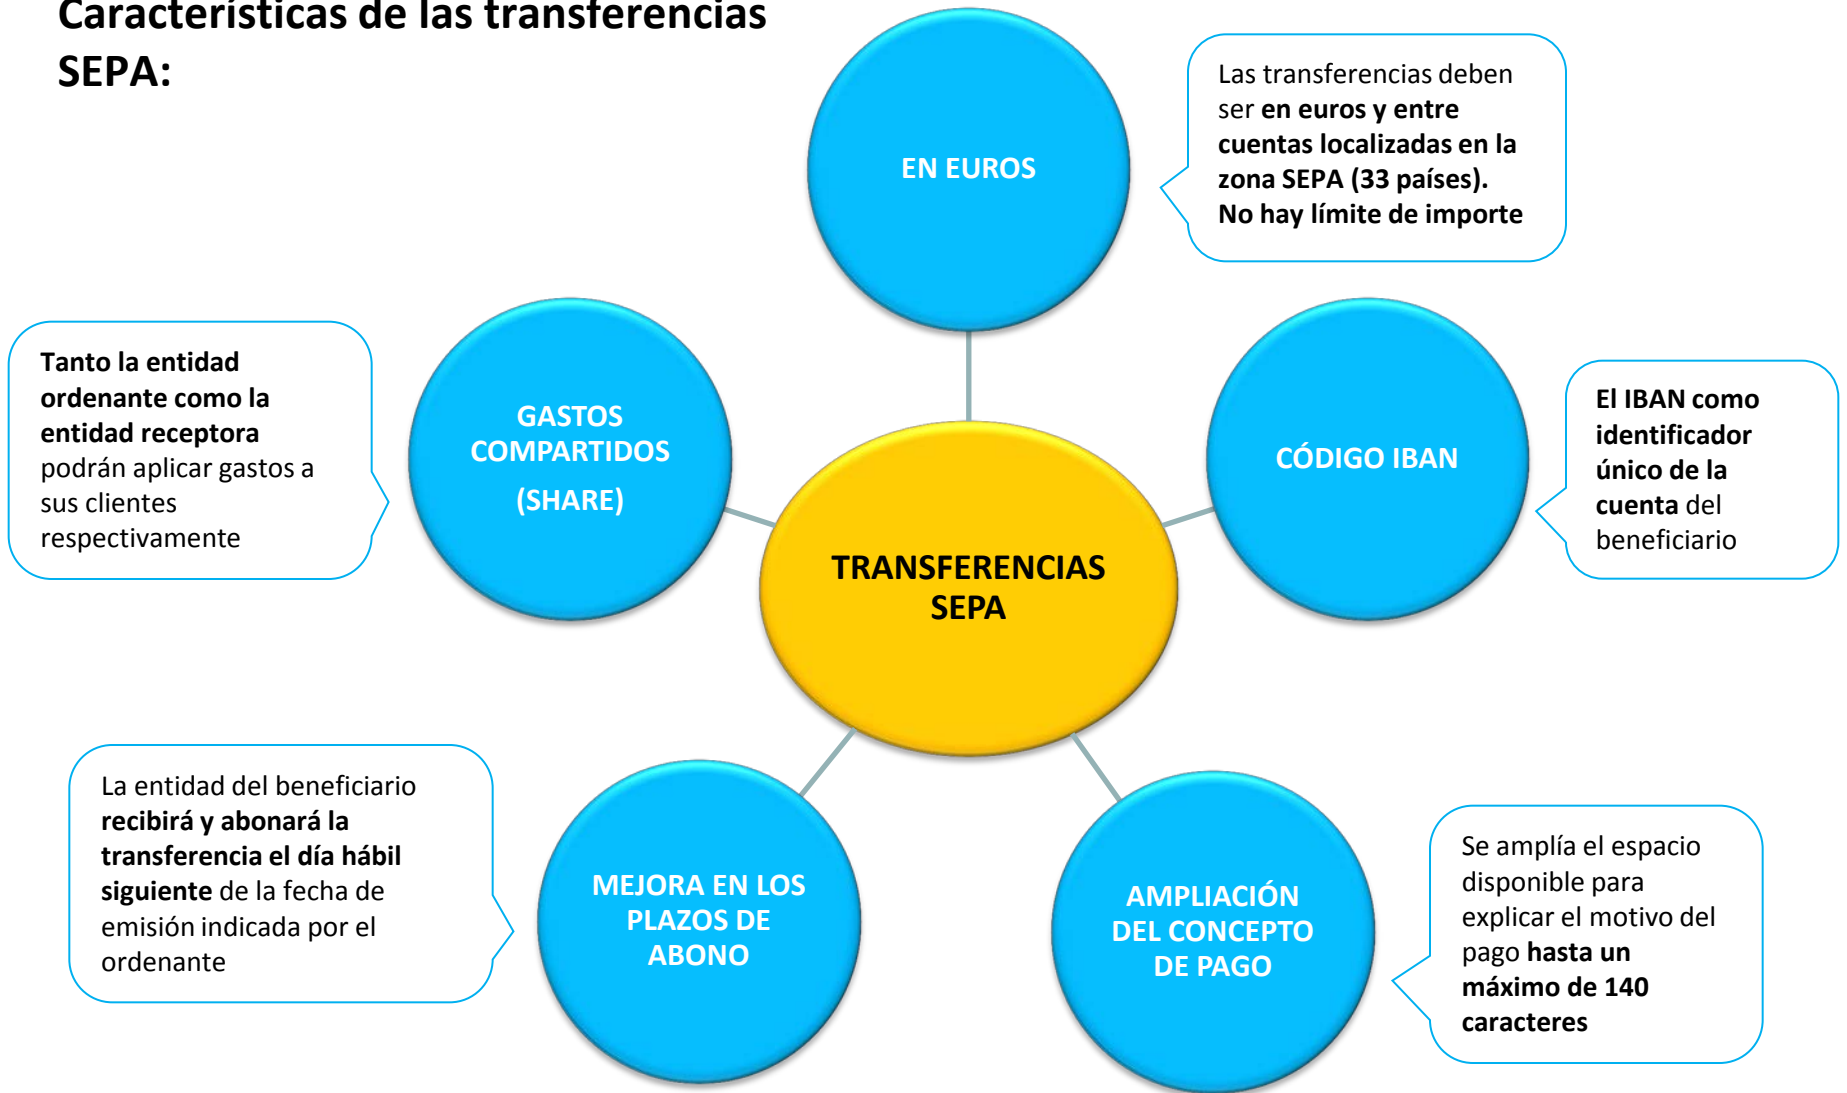 Características de las transferencias
SEPA:
EN EUROS
Las transferencias deben
ser en euros y entre
cuentas localizadas en la
zona SEPA (33 países).
No hay límite de importe
Tanto la entidad
ordenante como la
entidad receptora
podrán aplicar gastos a
sus clientes
respectivamente
GASTOS
COMPARTIDOS
(SHARE)
CÓDIGO IBAN
El IBAN como
identificador
único de la
cuenta del
beneficiario
TRANSFERENCIAS
SEPA
La entidad del beneficiario
recibirá y abonará la
transferencia el día hábil
siguiente de la fecha de
emisión indicada por el
ordenante
MEJORA EN LOS
PLAZOS DE
ABONO
AMPLIACIÓN
DEL CONCEPTO
DE PAGO
Se amplía el espacio
disponible para
explicar el motivo del
pago hasta un
máximo de 140
caracteres